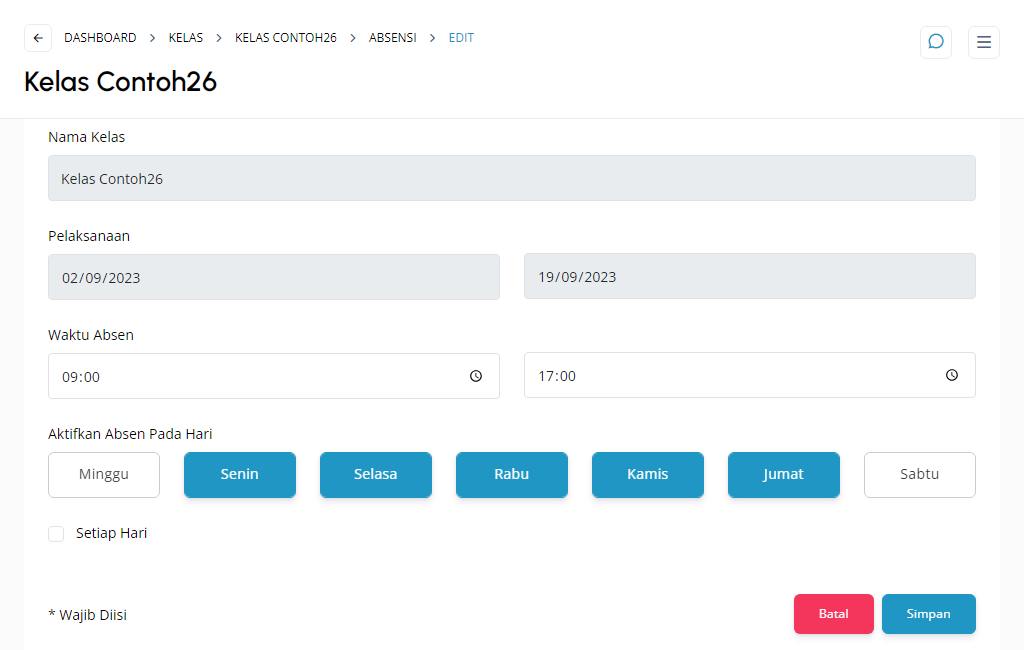 DASHBOARD > KELAS > KELAS CONTOH26 > ABSENSI > EDIT
Kelas Contoh26
Nama Kelas
Kelas Contoh26
Pelaksanaan
02/09/2023 19/09/2023
Waktu Absen
09:00 17:00
Aktifkan Absen Pada Hari
Minggu Senin Selasa Rabu Kamis Jumat Sabtu
Setiap Hari
* Wajib Diisi Batal Simpan